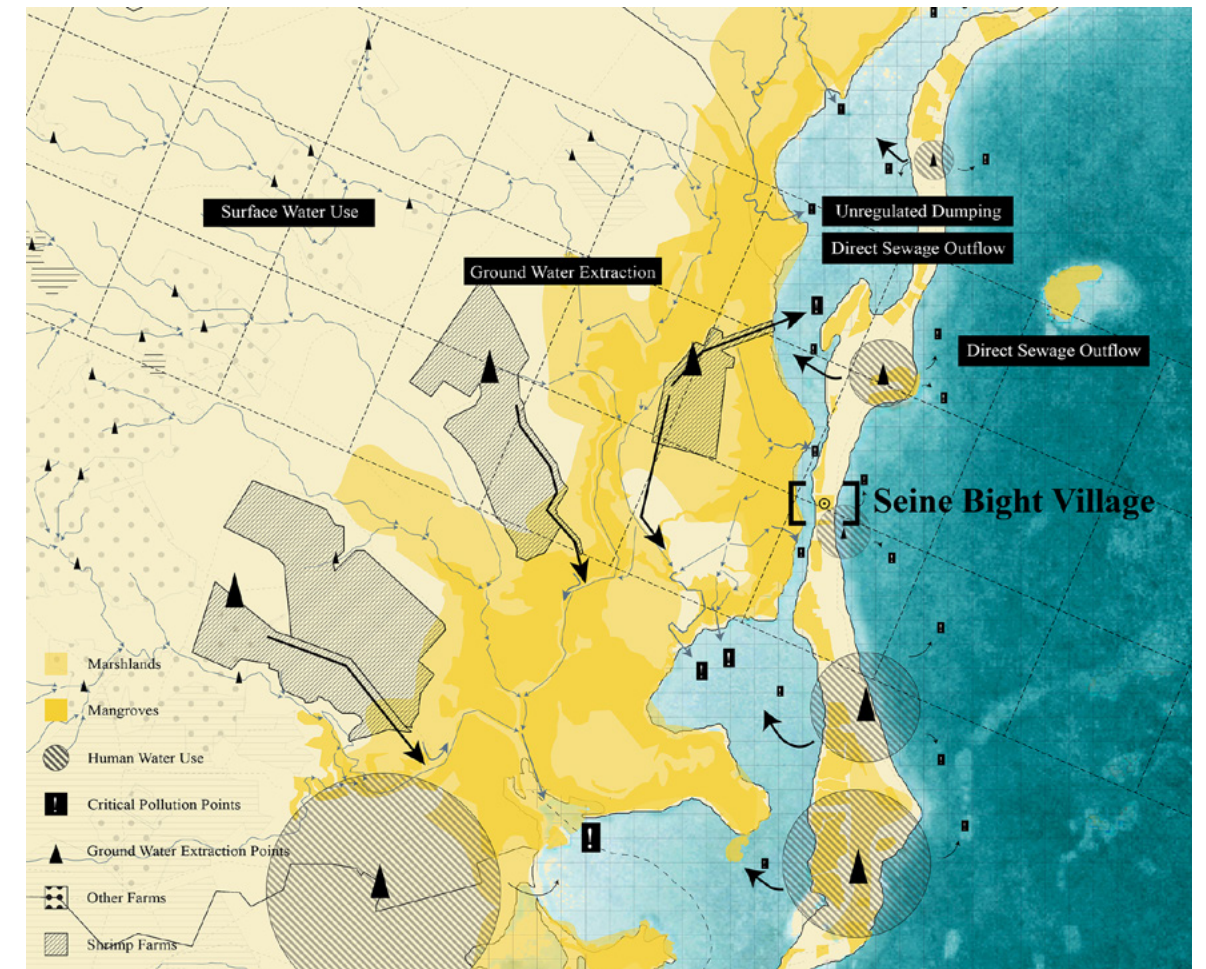 Surface Water Use
Unregulated Dumping
Direct Sewage Outflow
Ground Water Extraction
Direct Sewage Outflow
Seine Bight Village
Marshlands
Mangroves
Human Water Use
Critical Pollution Points
Ground Water Extraction Points
Other Farms
Shrimp Farms